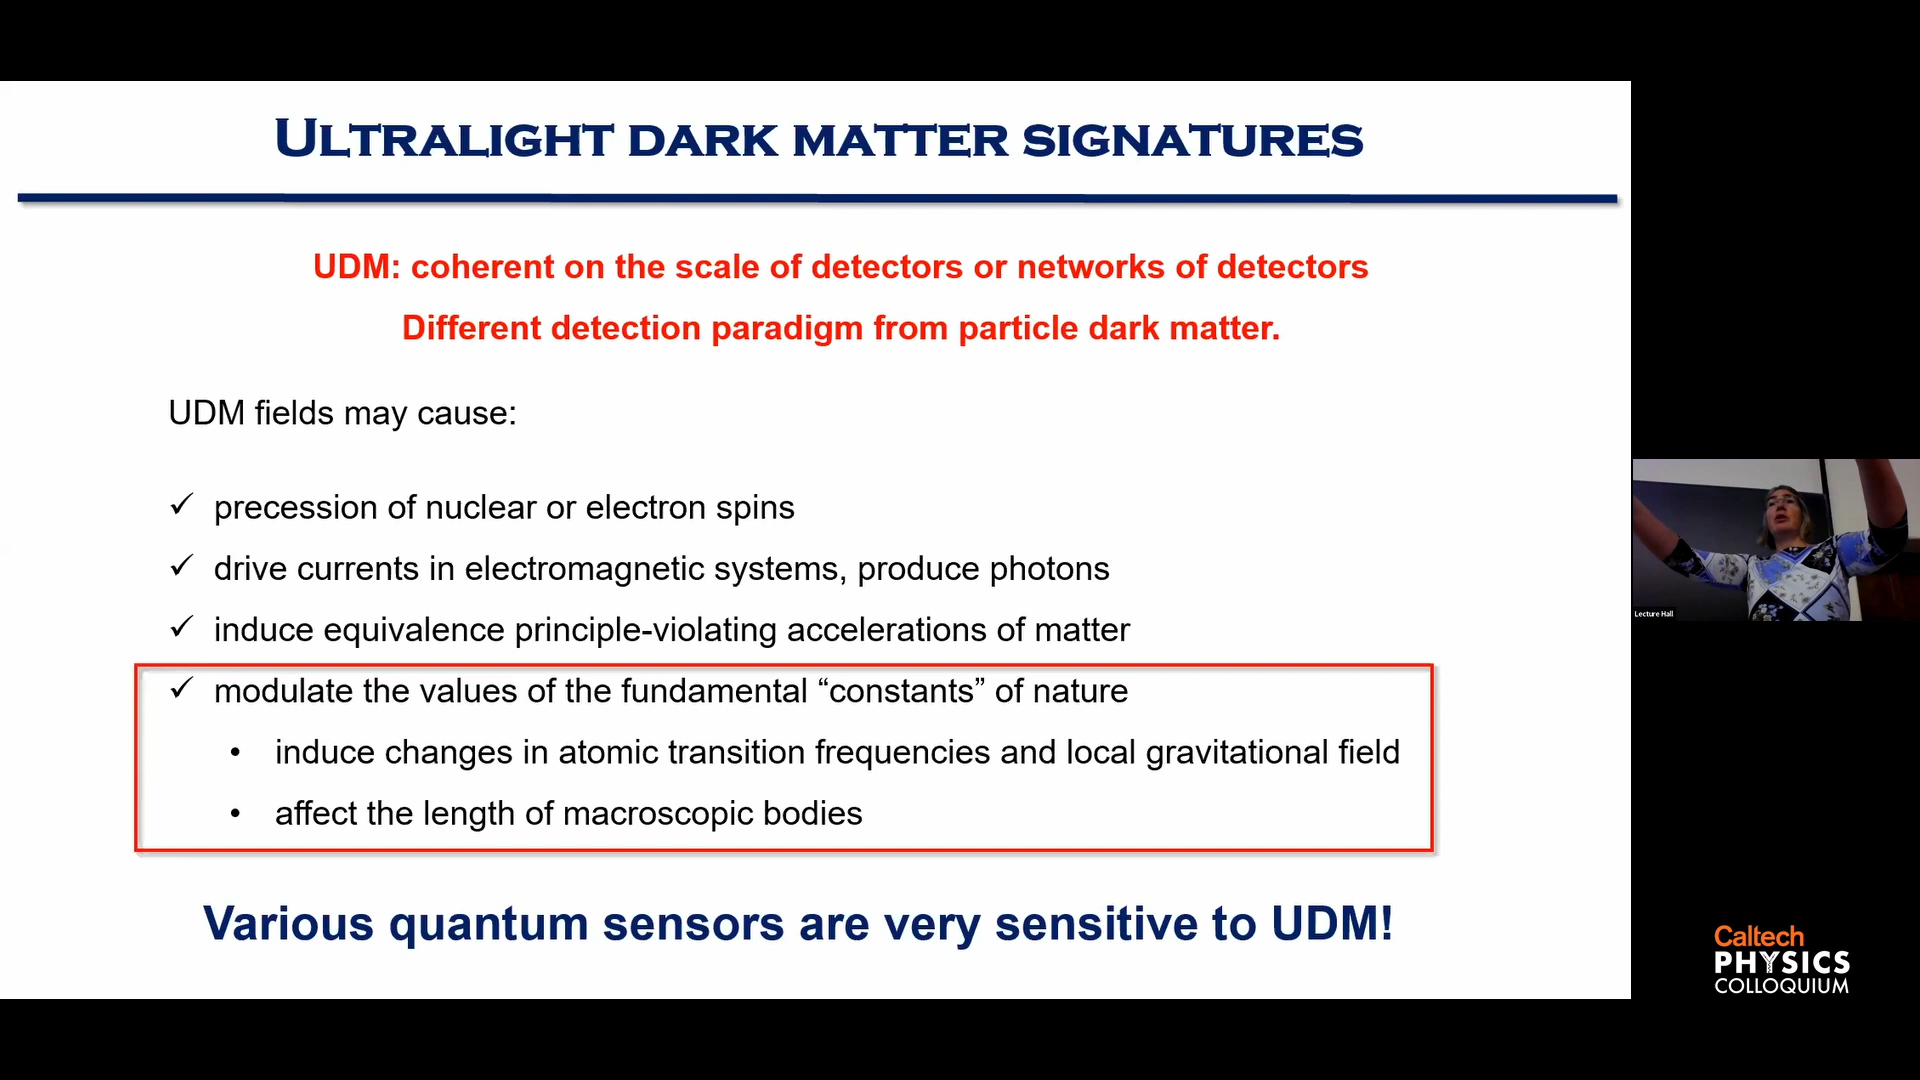 ULTRALIGHT DARK MATTER SIGNATURES
UDM: coherent on the scale of detectors or networks of detectors
Different detection paradigm from particle dark matter.
UDM fields may cause:
✓ precession of nuclear or electron spins
✓ drive currents in electromagnetic systems, produce photons
✓ induce equivalence principle-violating accelerations of matter
✓ modulate the values of the fundamental “constants” of nature
• induce changes in atomic transition frequencies and local gravitational field
• affect the length of macroscopic bodies
Various quantum sensors are very sensitive to UDM!
Lecture Hall
Caltech
PHYSICS
COLLOQUIUM